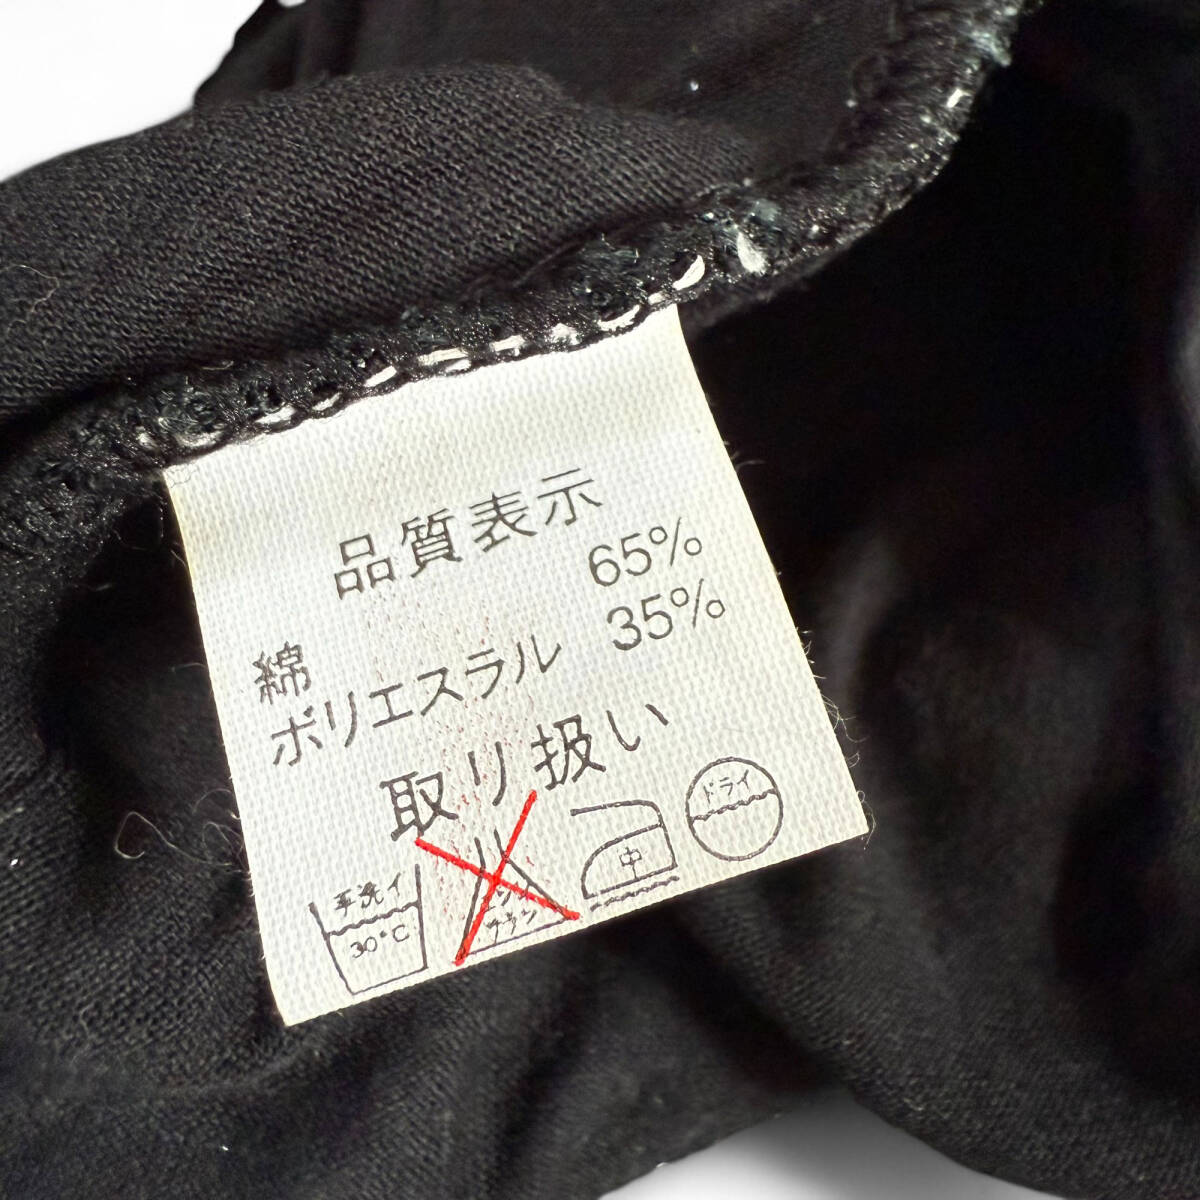 品質表示
綿 65%
ポリエスラル 35%
取り扱い
手洗イ
30°C
エンソ
サラシ
中
ドライ